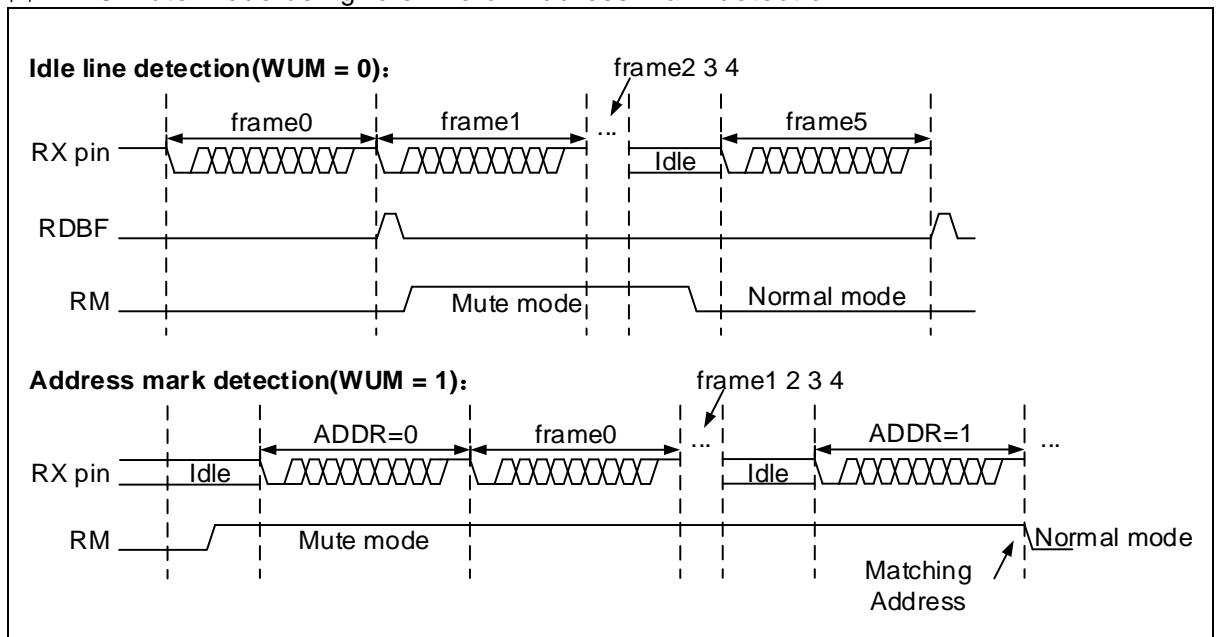 Idle line detection(WUM = 0):
frame2 3 4
frame0 frame1 ... frame5
RX pin Idle
RDBF
RM Mute mode Normal mode
Address mark detection(WUM = 1):
frame1 2 3 4
ADDR=0 frame0 ... ADDR=1 ...
RX pin Idle Idle
RM Mute mode Normal mode
Matching
Address